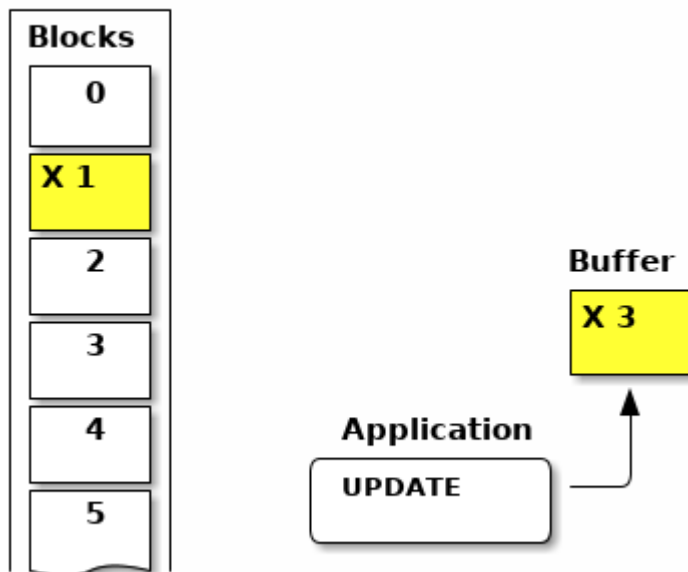 Blocks
0
X 1
2
3
4
5
Buffer
X 3
Application
UPDATE